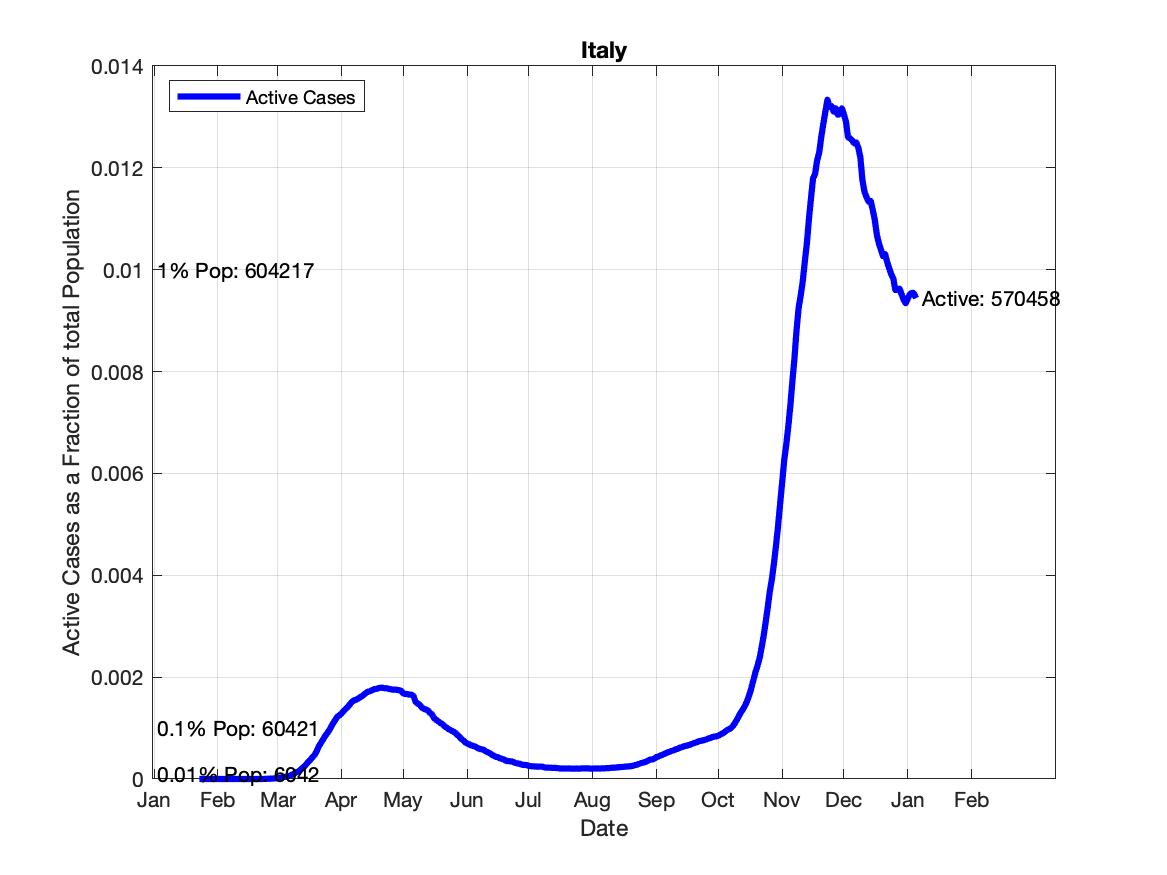 Italy
Active Cases
Active Cases as a Fraction of total Population
0.014
0.012
0.01
0.008
0.006
0.004
0.002
0
1% Pop: 604217
Active: 570458
0.1% Pop: 60421
0.01% Pop: 6042
Jan Feb Mar Apr May Jun Jul Aug Sep Oct Nov Dec Jan Feb
Date